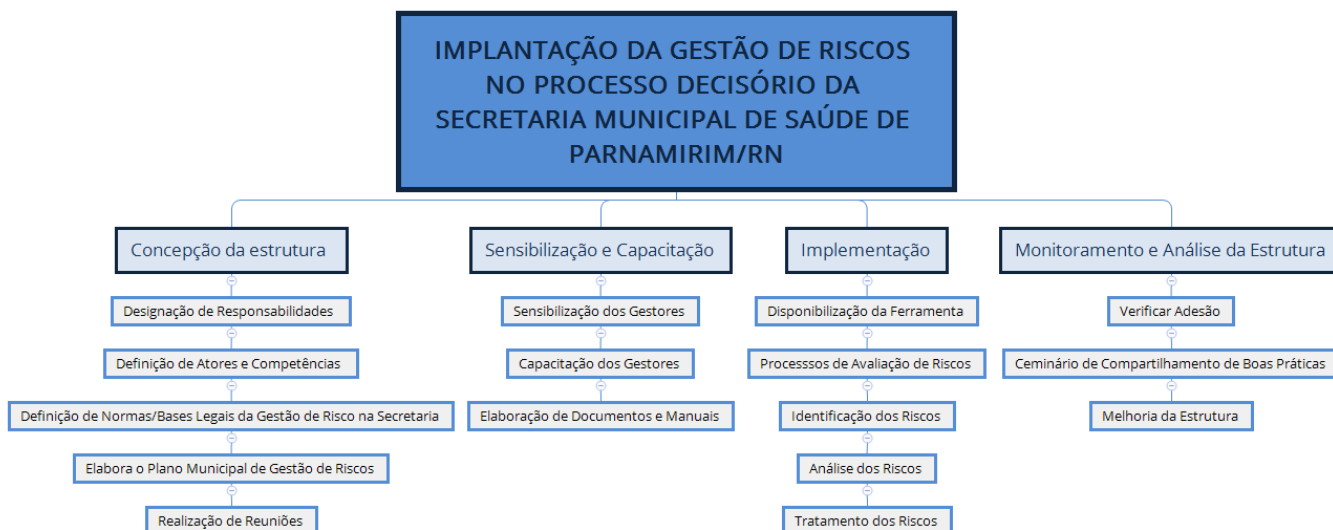 IMPLANTAÇÃO DA GESTÃO DE RISCOS
NO PROCESSO DECISÓRIO DA
SECRETARIA MUNICIPAL DE SAÚDE DE
PARNAMIRIM/RN
Concepção da estrutura
Designação de Responsabilidades
Definição de Atores e Competências
Definição de Normas/Bases Legais da Gestão de Risco na Secretaria
Elabora o Plano Municipal de Gestão de Riscos
Realização de Reuniões
Sensibilização e Capacitação
Sensibilização dos Gestores
Capacitação dos Gestores
Elaboração de Documentos e Manuais
Implementação
Disponibilização da Ferramenta
Processsos de Avaliação de Riscos
Identificação dos Riscos
Análise dos Riscos
Tratamento dos Riscos
Monitoramento e Análise da Estrutura
Verificar Adesão
Ceminário de Compartilhamento de Boas Práticas
Melhoria da Estrutura